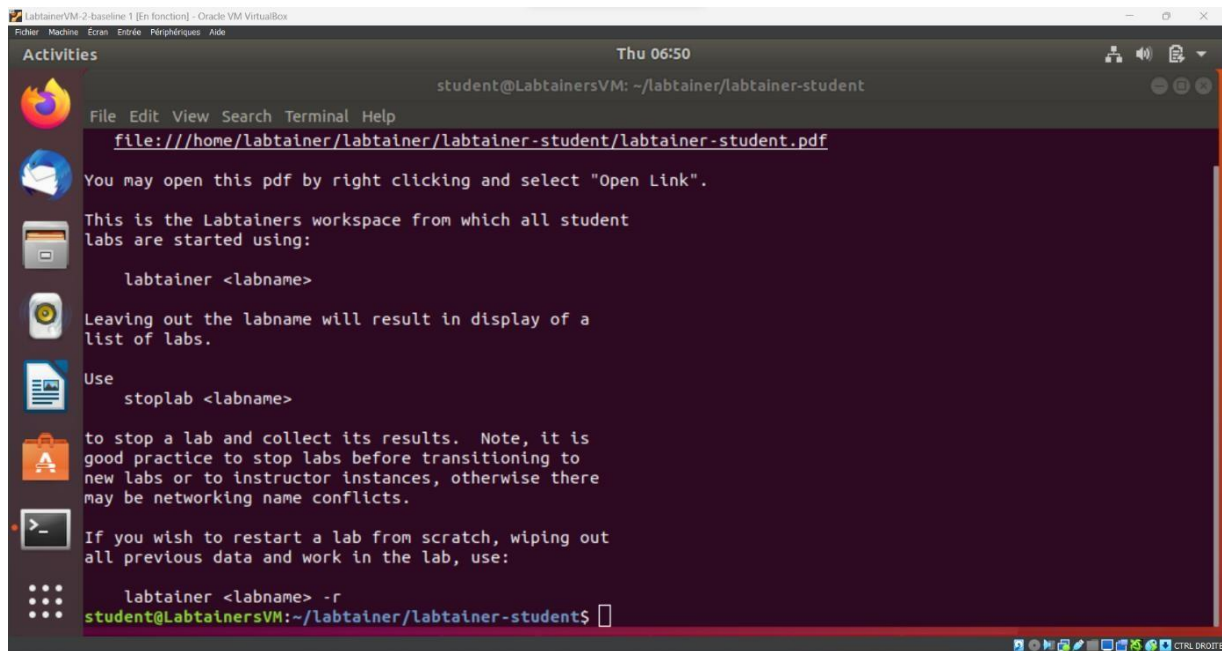 LabtainerVM-2-baseline 1 [En fonction] - Oracle VM VirtualBox
Fichier Machine Écran Entrée Périphériques Aide
Activities Thu 06:50
student@LabtainersVM: ~/labtainer/labtainer-student
File Edit View Search Terminal Help
file:///home/labtainer/labtainer/labtainer-student/labtainer-student.pdf
You may open this pdf by right clicking and select "Open Link".
This is the Labtainers workspace from which all student
labs are started using:
labtainer <labname>
Leaving out the labname will result in display of a
list of labs.
Use
stoplab <labname>
to stop a lab and collect its results.  Note, it is
good practice to stop labs before transitioning to
new labs or to instructor instances, otherwise there
may be networking name conflicts.
If you wish to restart a lab from scratch, wiping out
all previous data and work in the lab, use:
labtainer <labname> -r
student@LabtainersVM:~/labtainer/labtainer-student$
CTRL DROITE